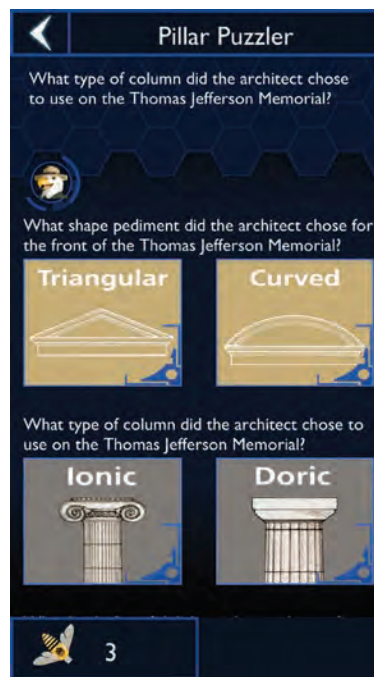 Pillar Puzzler
What type of column did the architect chose
to use on the Thomas Jefferson Memorial?
What shape pediment did the architect chose for
the front of the Thomas Jefferson Memorial?
Triangular
Curved
What type of column did the architect chose to
use on the Thomas Jefferson Memorial?
Ionic
Doric
3